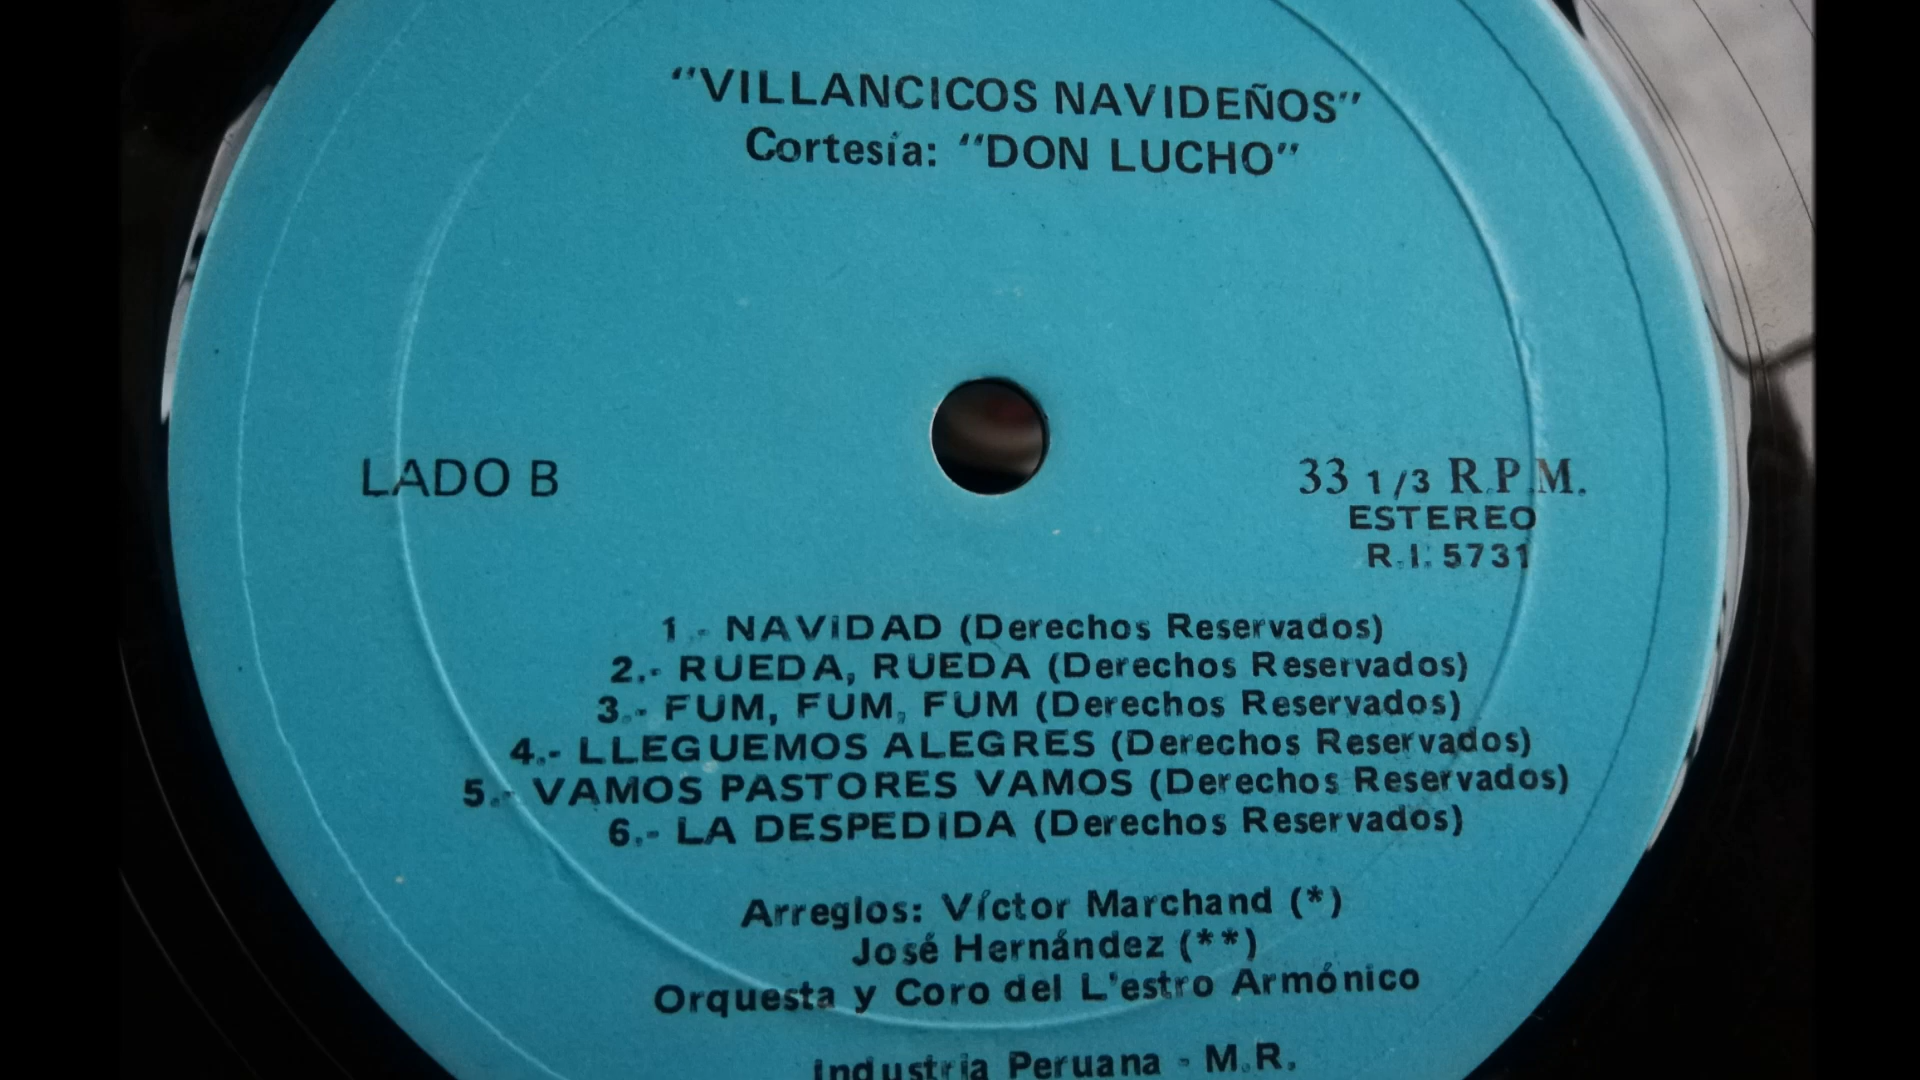 "VILLANCICOS NAVIDEÑOS"
Cortesía: "DON LUCHO"
LADO B
33 1/3 R.P.M.
ESTEREO
R.I. 5731
1.- NAVIDAD (Derechos Reservados)
2.- RUEDA, RUEDA (Derechos Reservados)
3.- FUM, FUM, FUM (Derechos Reservados)
4.- LLEGUEMOS ALEGRES (Derechos Reservados)
5.- VAMOS PASTORES VAMOS (Derechos Reservados)
6.- LA DESPEDIDA (Derechos Reservados)
Arreglos: Víctor Marchand (*)
José Hernández (**)
Orquesta y Coro del L'estro Armónico
Industria Peruana - M.R.